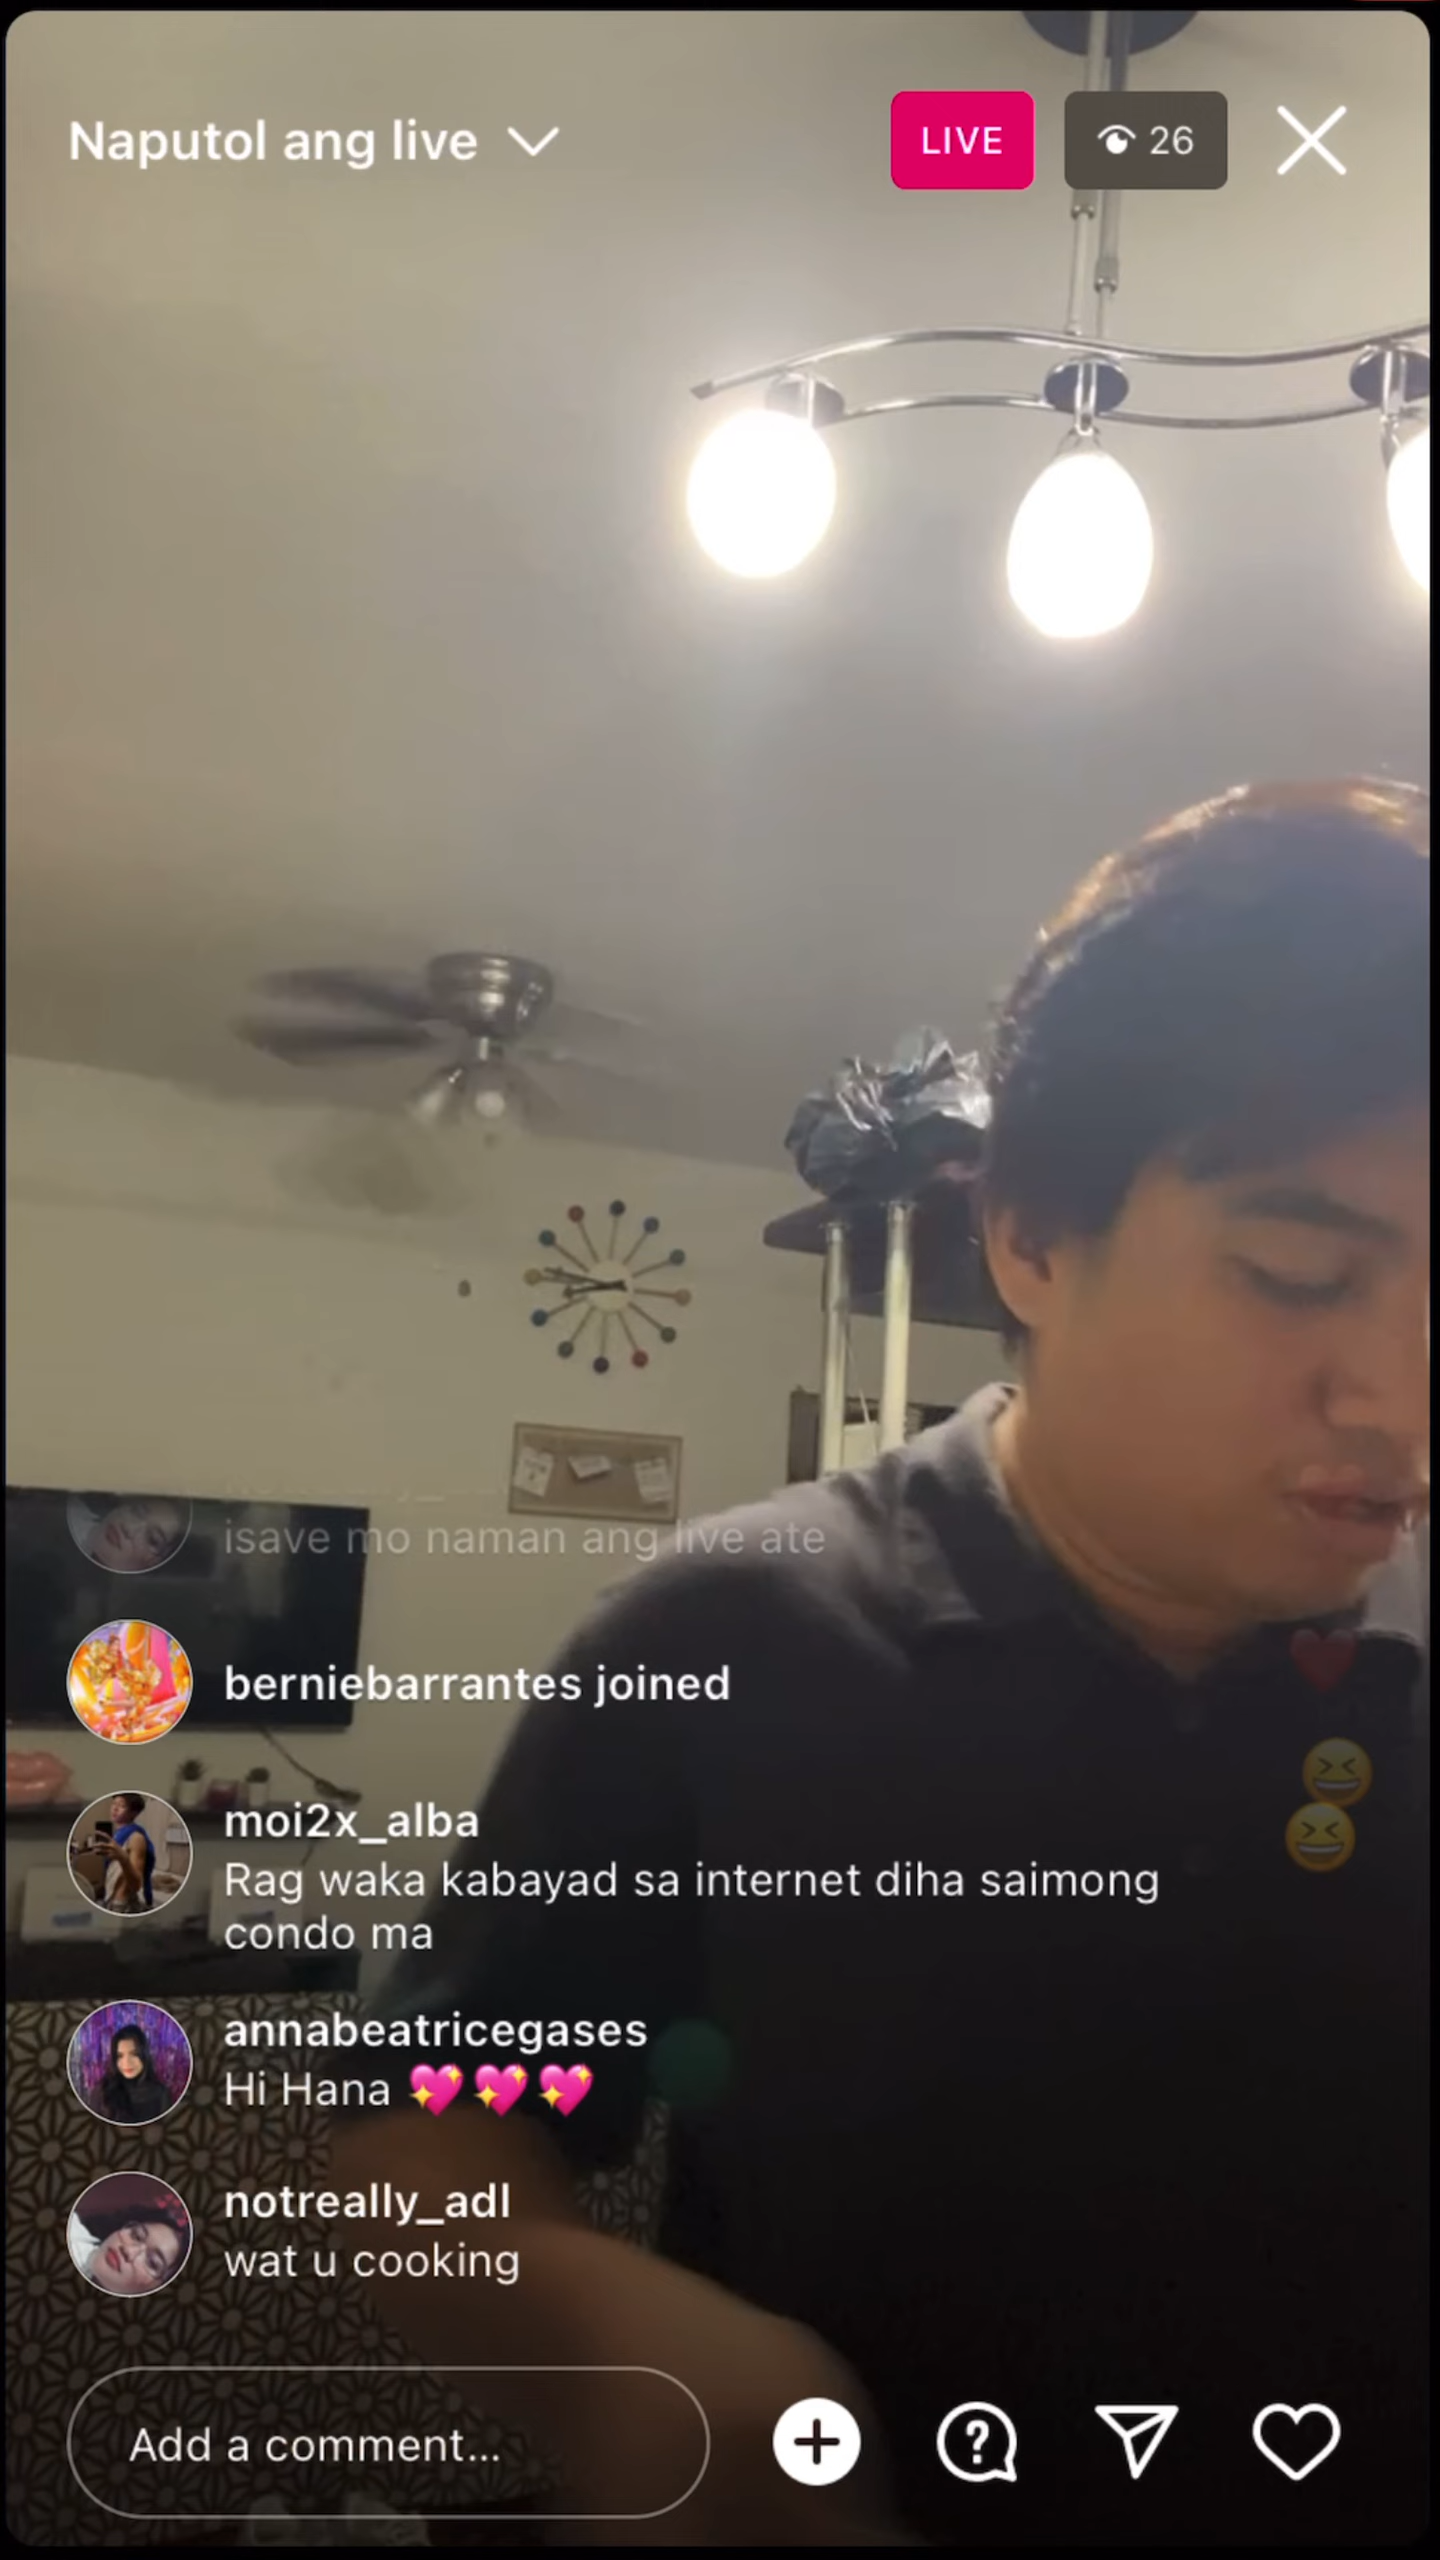 Naputol ang live
LIVE
26
isave mo naman ang live ate
berniebarrantes joined
moi2x_alba
Rag waka kabayad sa internet diha saimong
condo ma
annabeatricegases
Hi Hana 💖💖💖
notreally_adl
wat u cooking
Add a comment...